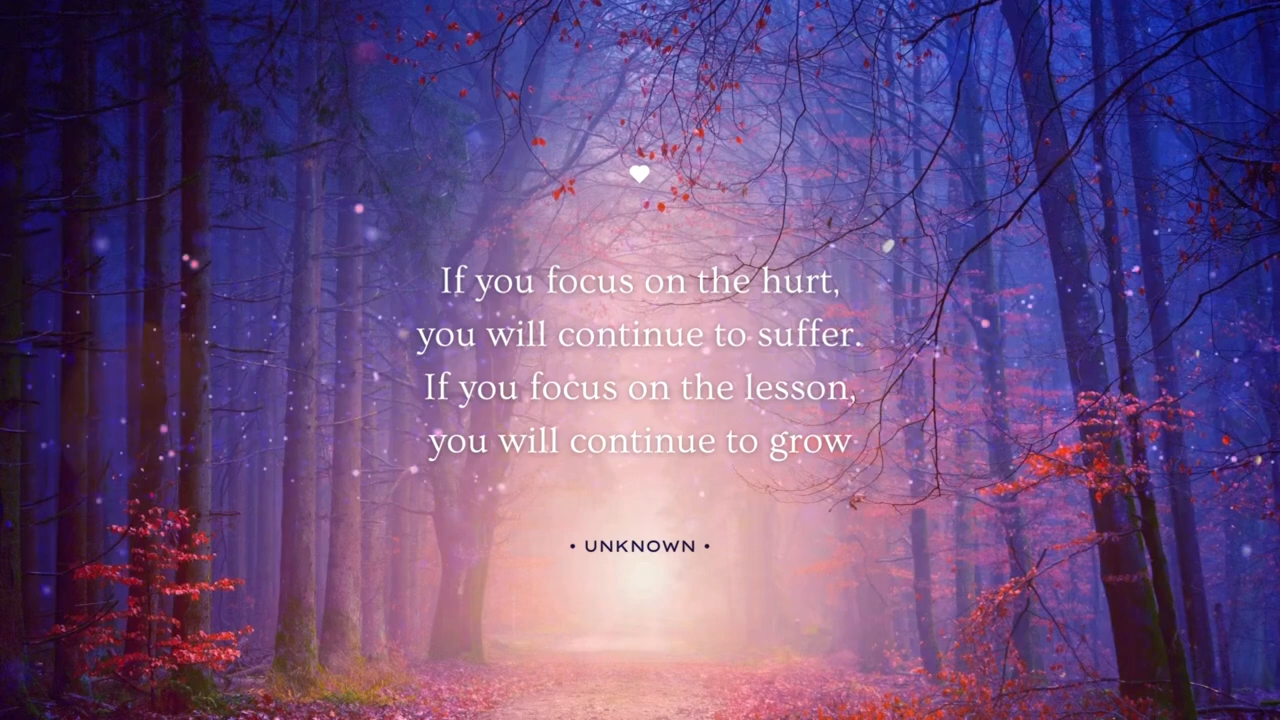 If you focus on the hurt,
you will continue to suffer.
If you focus on the lesson,
you will continue to grow
• UNKNOWN •